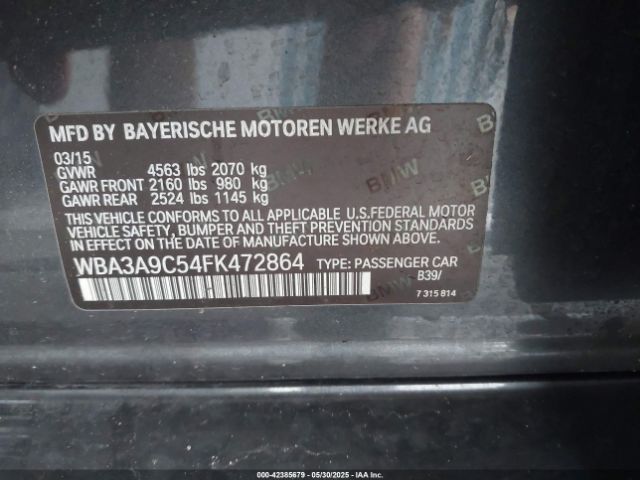 MFD BY BAYERISCHE MOTOREN WERKE AG
03/15
GVWR 4563 lbs 2070 kg
GAWR FRONT 2160 lbs 980 kg
GAWR REAR 2524 lbs 1145 kg
THIS VEHICLE CONFORMS TO ALL APPLICABLE U.S.FEDERAL MOTOR
VEHICLE SAFETY, BUMPER AND THEFT PREVENTION STANDARDS
IN EFFECT ON THE DATE OF MANUFACTURE SHOWN ABOVE.
WBA3A9C54FK472864 TYPE: PASSENGER CAR
B39/
7 315 814
000-42385679 - 05/30/2025 - IAA Inc.